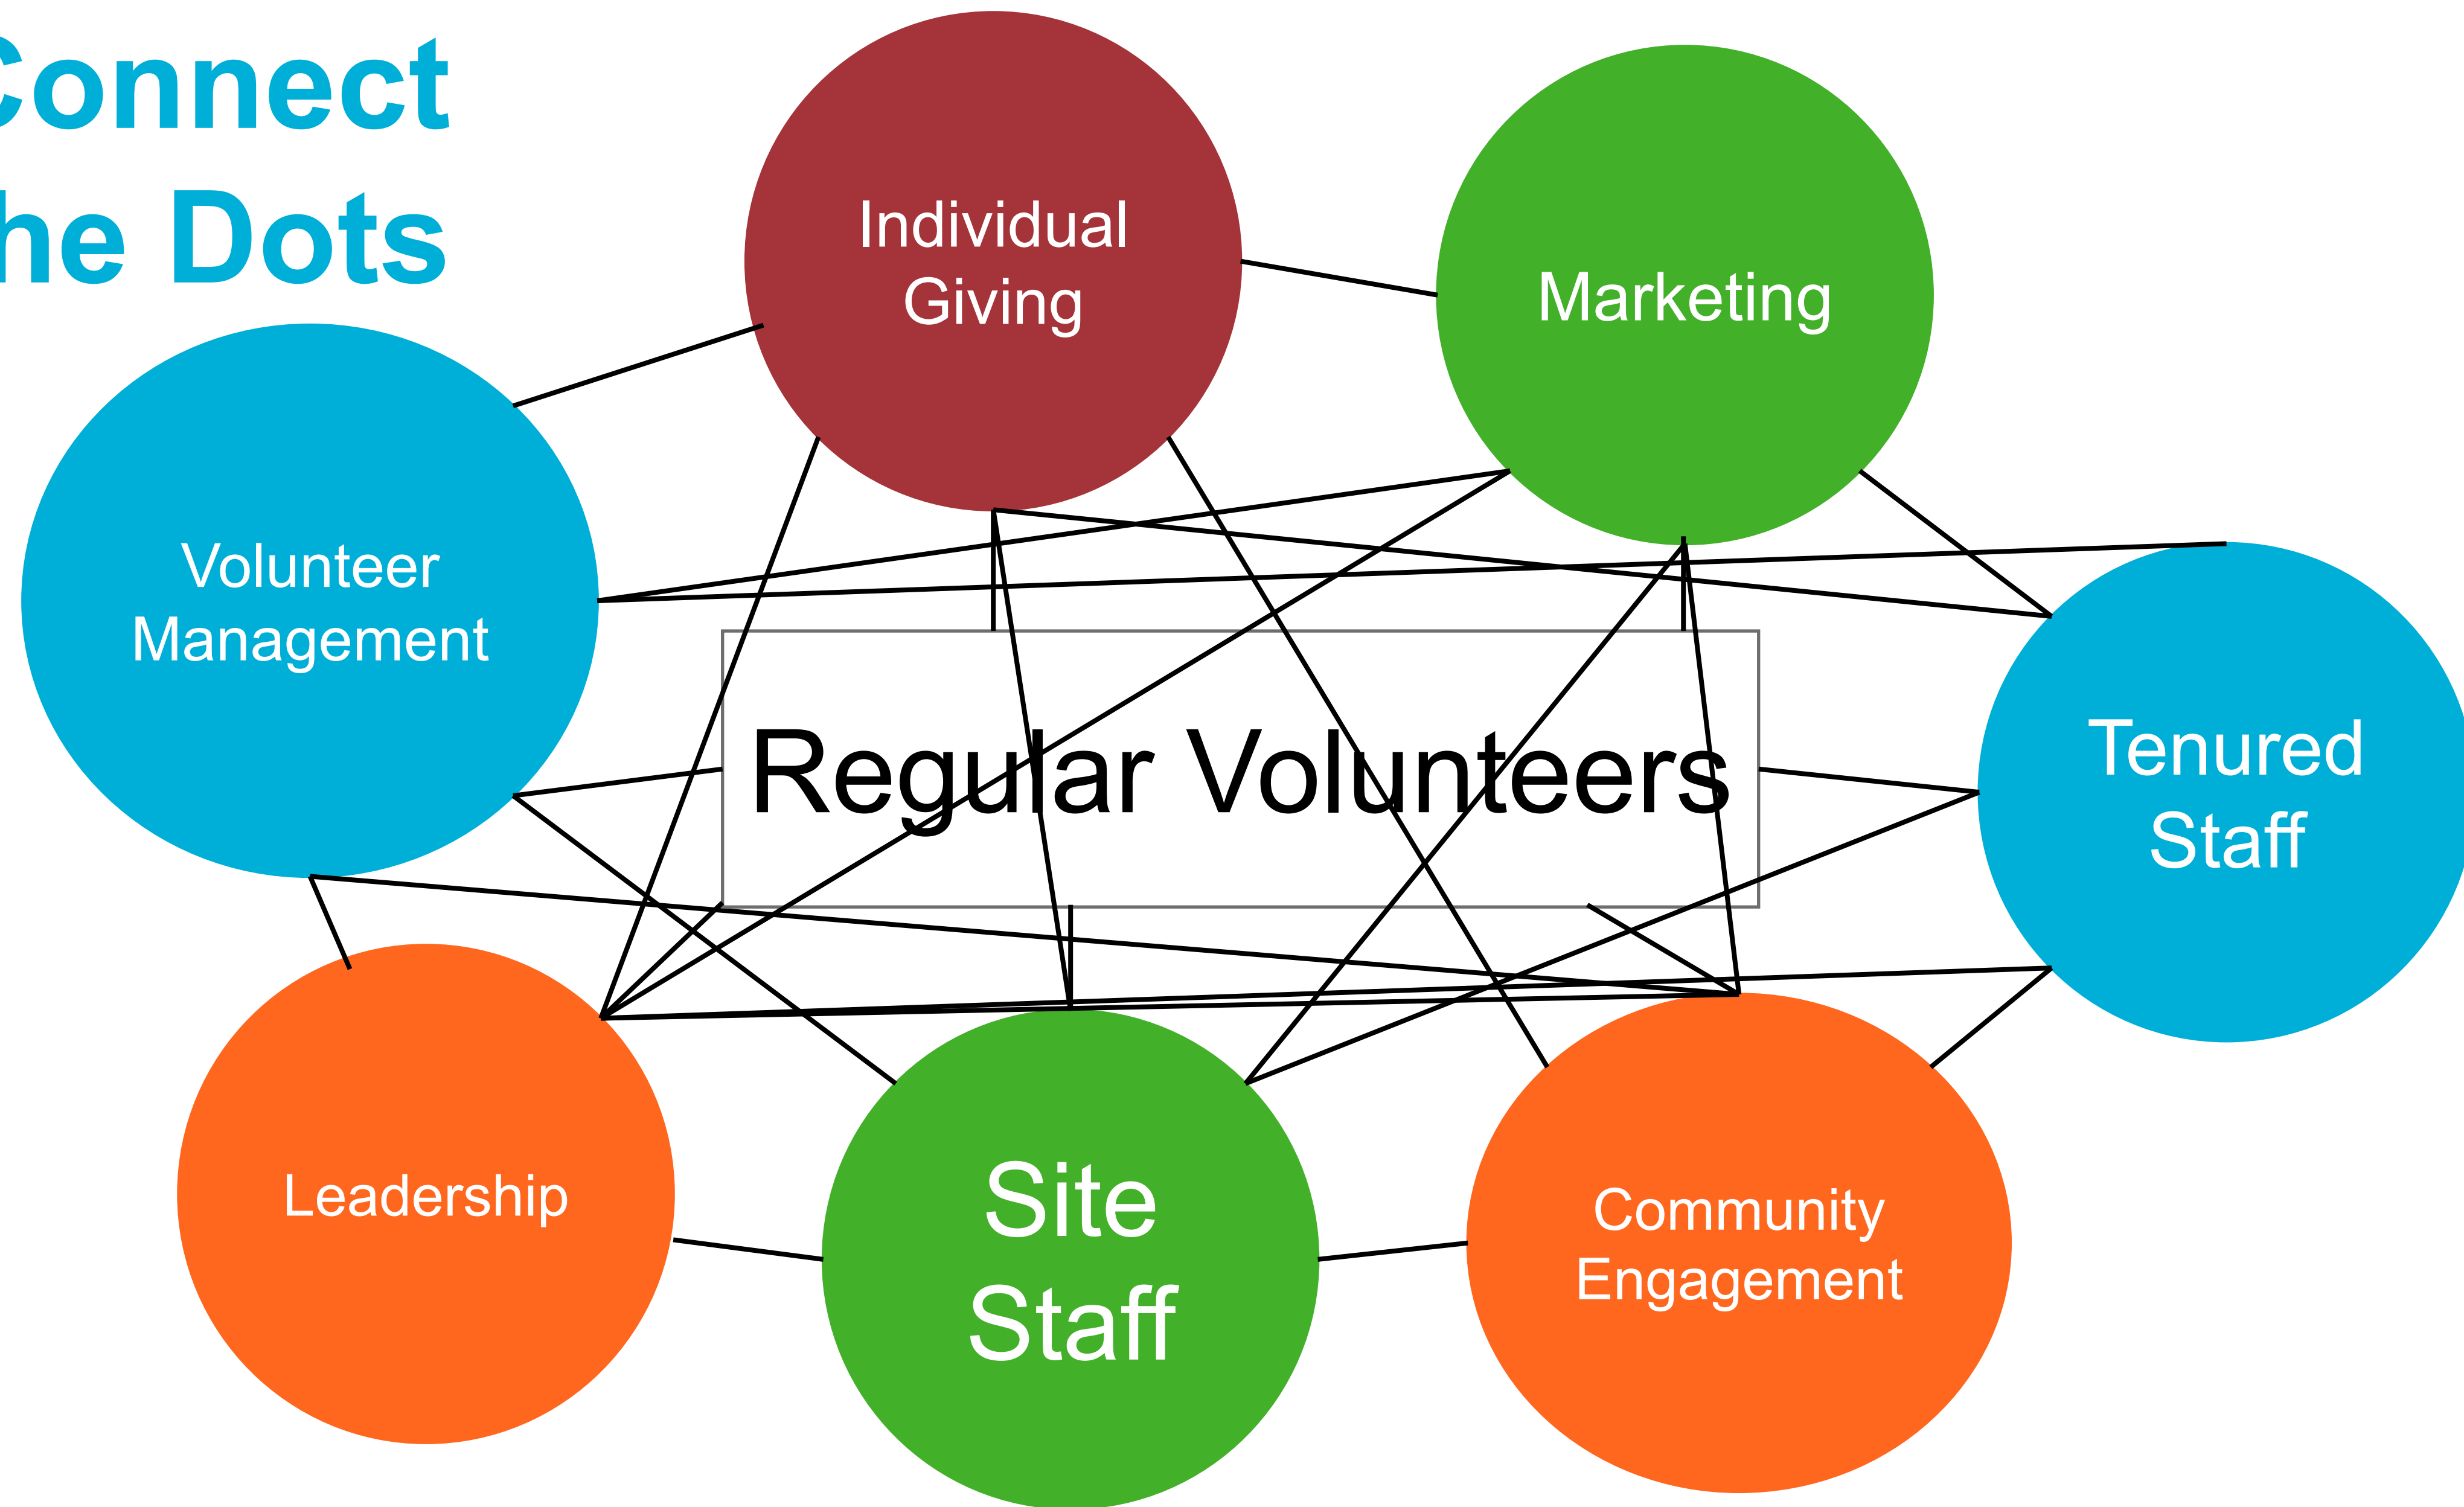 Connect
he Dots
Individual
Giving
Marketing
Volunteer
Management
Regular Volunteers
Tenured
Staff
Leadership
Site
Staff
Community
Engagement